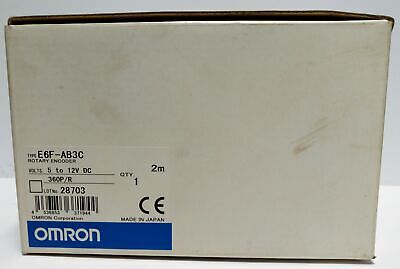 TYPE E6F-AB3C
ROTARY ENCODER
VOLTS. 5 to 12V DC
2m
360P/R
QTY
1
LOT No. 28703
OMRON Corporation
CE
MADE IN JAPAN
OMRON